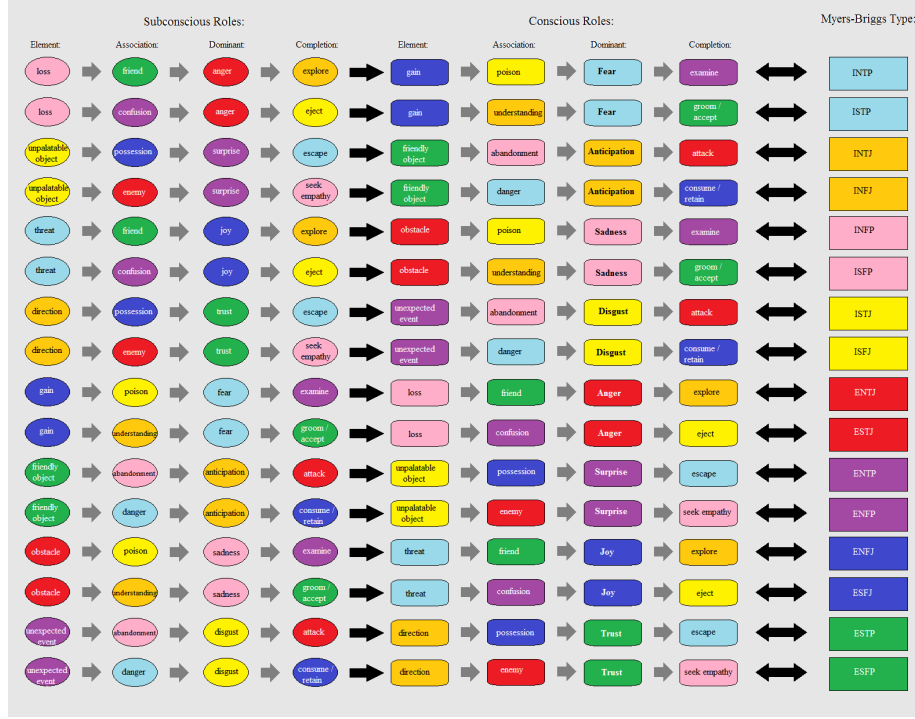 Subconscious Roles: Conscious Roles: Myers-Briggs Type:
Element: Association: Dominant: Completion: Element: Association: Dominant: Completion:
loss friend anger explore gain poison Fear examine INTP
loss confusion anger eject gain understanding Fear groom / accept ISTP
unpalatable object possession surprise escape friendly object abandonment Anticipation attack INTJ
unpalatable object enemy surprise seek empathy friendly object danger Anticipation consume / retain INFJ
threat friend joy explore obstacle poison Sadness examine INFP
threat confusion joy eject obstacle understanding Sadness groom / accept ISFP
direction possession trust escape unexpected event abandonment Disgust attack ISTJ
direction enemy trust seek empathy unexpected event danger Disgust consume / retain ISFJ
gain poison fear examine loss friend Anger explore ENTJ
gain understanding fear groom / accept loss confusion Anger eject ESTJ
friendly object abandonment anticipation attack unpalatable object possession Surprise escape ENTP
friendly object danger anticipation consume / retain unpalatable object enemy Surprise seek empathy ENFP
obstacle poison sadness examine threat friend Joy explore ENFJ
obstacle understanding sadness groom / accept threat confusion Joy eject ESFJ
unexpected event abandonment disgust attack direction possession Trust escape ESTP
unexpected event danger disgust consume / retain direction enemy Trust seek empathy ESFP